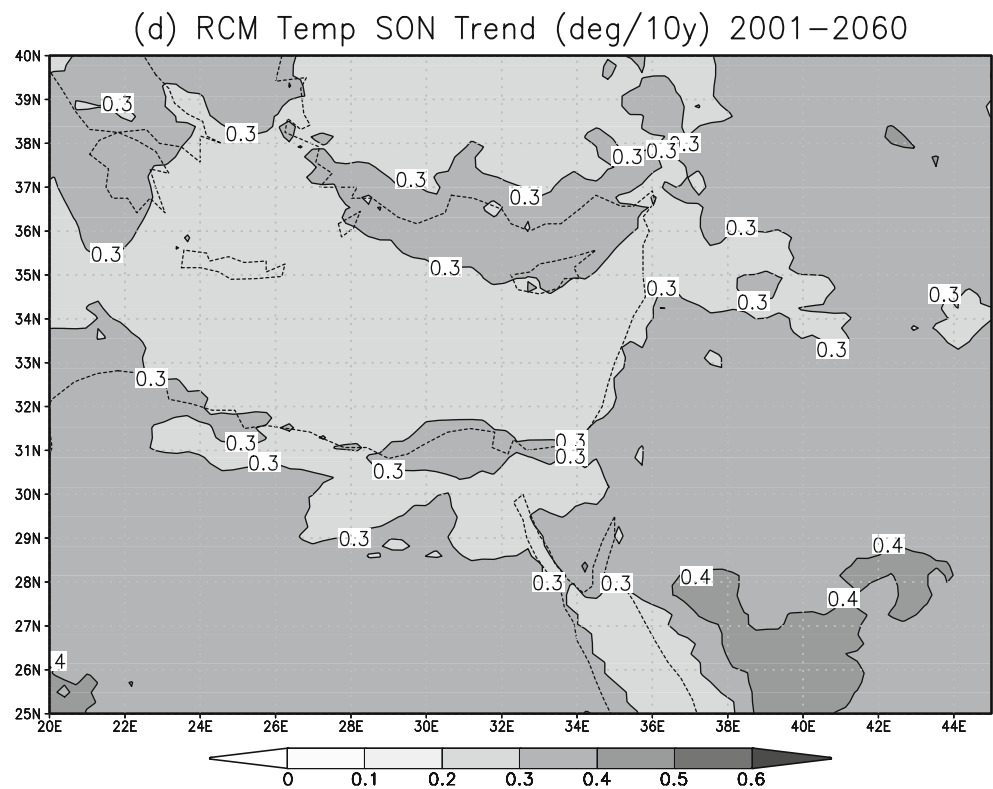 (d) RCM Temp SON Trend (deg/10y) 2001−2060
40N
39N
0.3
0.3
38N
0.3
0.3
0.3
37N
0.3
0.3
36N
0.3
0.3
35N
0.3
0.3
0.3
0.3
34N
0.3
33N
0.3
32N
0.3
0.3
31N
0.3
0.3
0.3
30N
29N
0.3
0.4
28N
0.3
0.3
0.4
0.4
27N
26N
4
25N
20E 22E 24E 26E 28E 30E 32E 34E 36E 38E 40E 42E 44E
0 0.1 0.2 0.3 0.4 0.5 0.6